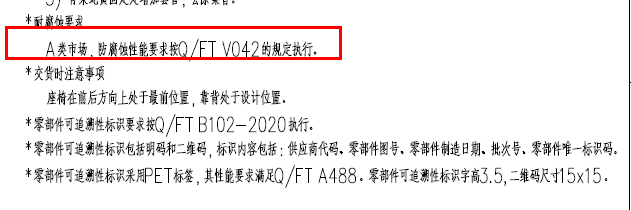 *耐腐蚀要求
A类市场,防腐蚀性能要求按Q/FT V042的规定执行。
*交货时注意事项
座椅在前后方向上处于最前位置,靠背处于设计位置。
*零部件可追溯性标识要求按Q/FT B102-2020执行。
*零部件可追溯性标识包括明码和二维码,标识内容包括:供应商代码、零部件图号、零部件制造日期、批次号、零部件唯一标识码。
*零部件可追溯性标识采用PET标签,其性能要求满足Q/FT A488。零部件可追溯性标识字高3.5,二维码尺寸15x15。